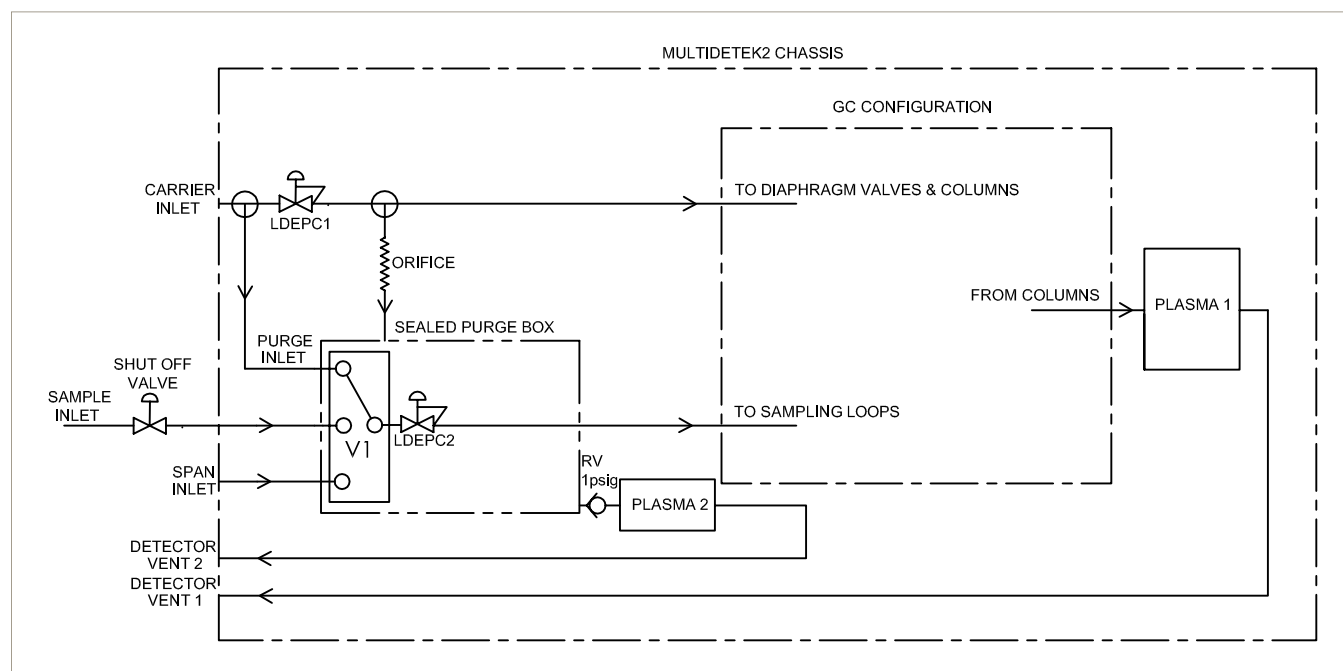 MULTIDETEK2 CHASSIS
GC CONFIGURATION
CARRIER
INLET
LDEPC1
TO DIAPHRAGM VALVES & COLUMNS
ORIFICE
FROM COLUMNS
PLASMA 1
SEALED PURGE BOX
PURGE
INLET
SHUT OFF
VALVE
SAMPLE
INLET
V1
LDEPC2
TO SAMPLING LOOPS
SPAN
INLET
RV
1psig
PLASMA 2
DETECTOR
VENT 2
DETECTOR
VENT 1